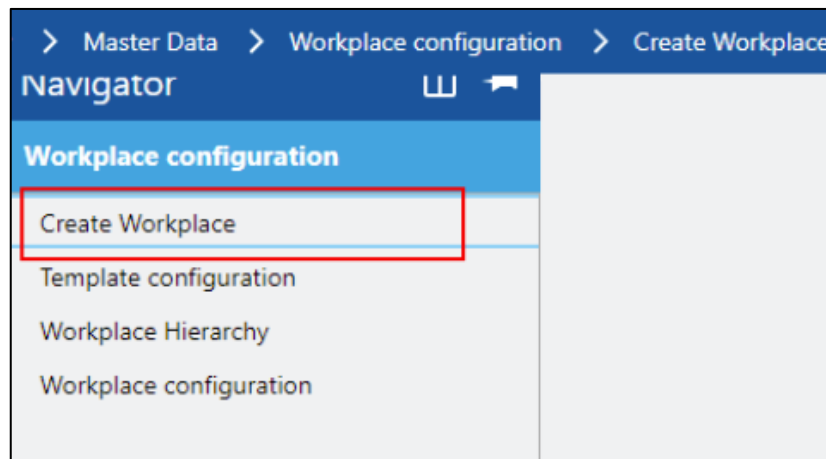 Master Data Workplace configuration Create Workplace
Navigator
Workplace configuration
Create Workplace
Template configuration
Workplace Hierarchy
Workplace configuration